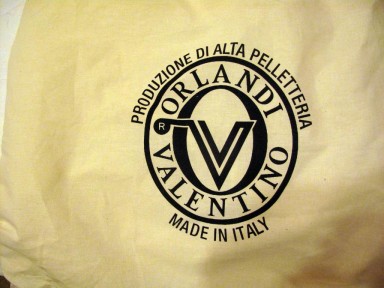 PRODUZIONE DI ALTA PELLETTERIA
ORLANDI
V
VALENTINO
®
MADE IN ITALY